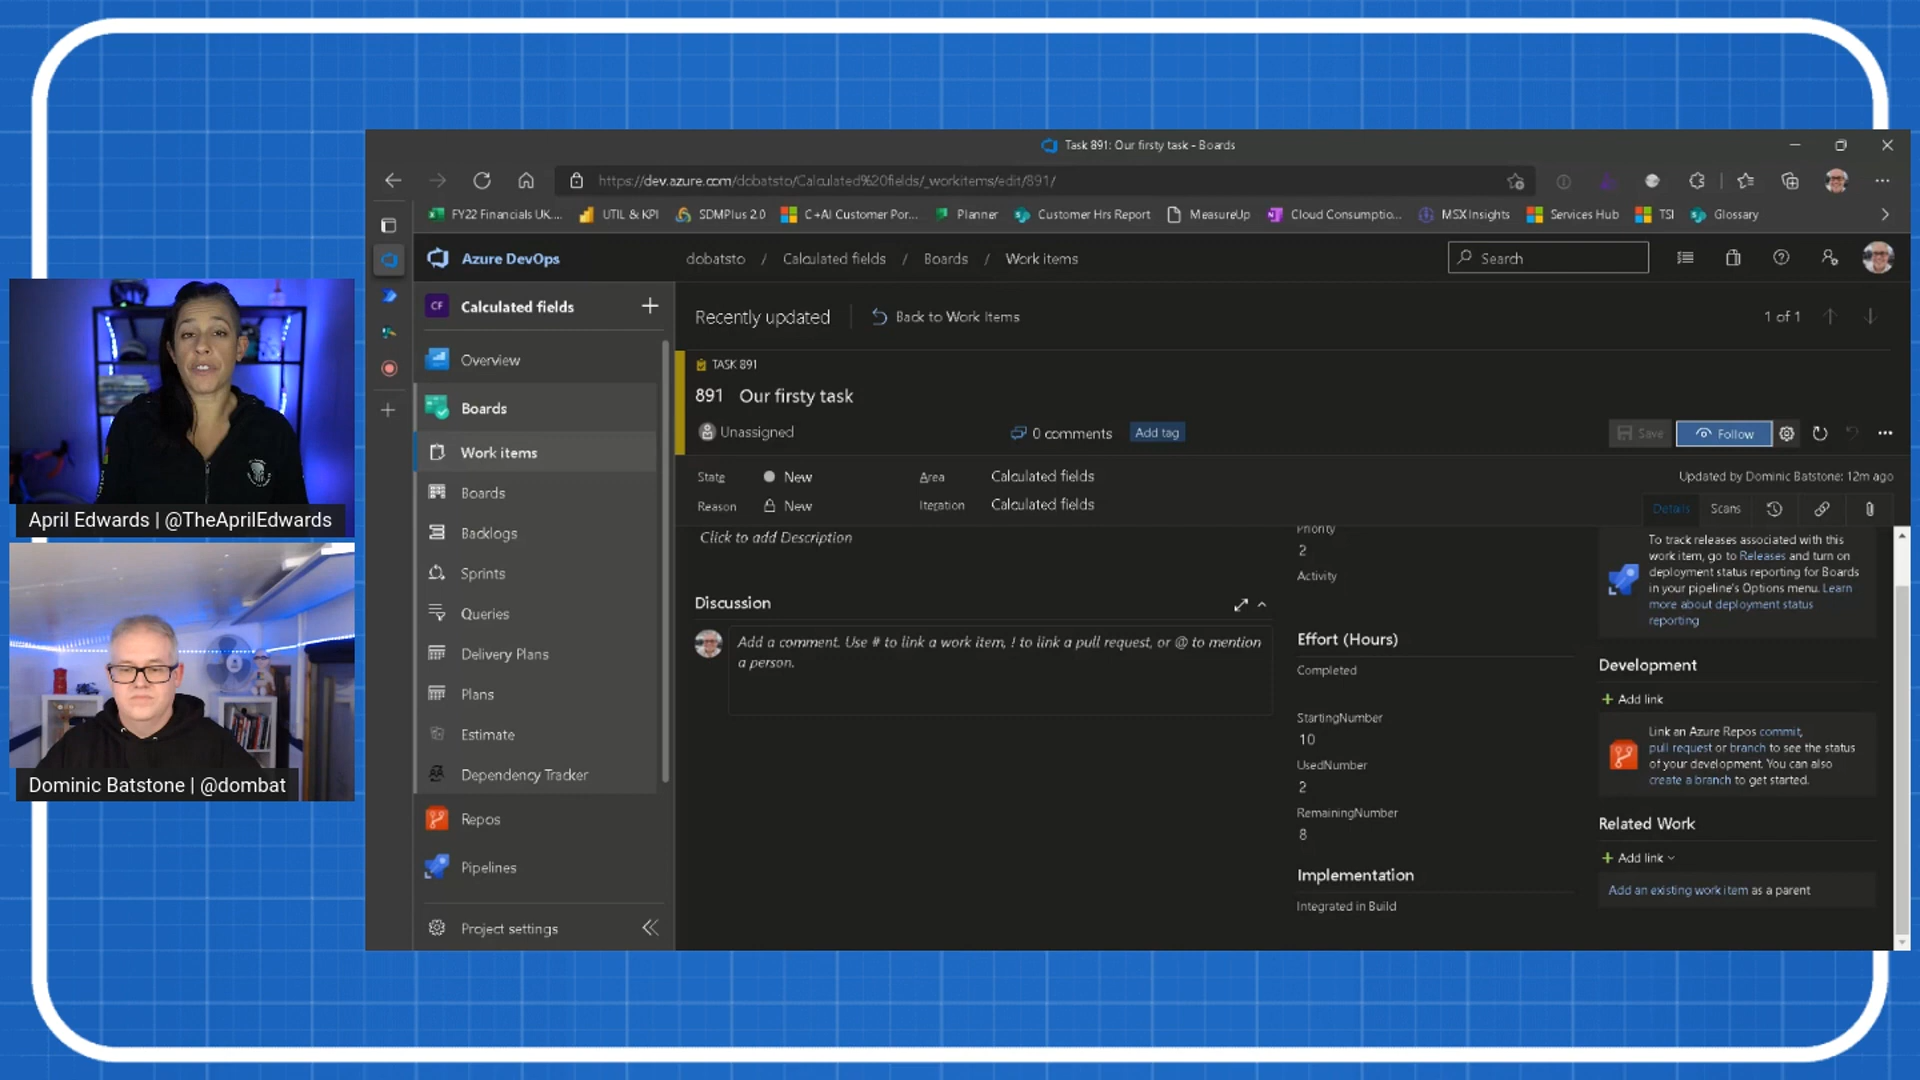 Task 891: Our firsty task - Boards
https://dev.azure.com/dobatsto/Calculated%20fields/_workitems/edit/891/
FY22 Financials UK....
UTIL & KPI
SDMPlus 2.0
C+AI Customer Por...
Planner
Customer Hrs Report
MeasureUp
Cloud Consumptio...
MSX Insights
Services Hub
TSI
Glossary
Azure DevOps
dobatsto / Calculated fields / Boards / Work items
Search
CF Calculated fields
Overview
Boards
Work items
Boards
Backlogs
Sprints
Queries
Delivery Plans
Plans
Estimate
Dependency Tracker
Repos
Pipelines
Project settings
Recently updated
Back to Work Items
1 of 1
TASK 891
891 Our firsty task
Unassigned
0 comments
Add tag
Save
Follow
State New
Area Calculated fields
Updated by Dominic Batstone: 12m ago
Reason New
Iteration Calculated fields
Details
Scans
Click to add Description
Discussion
Add a comment. Use # to link a work item, ! to link a pull request, or @ to mention
a person.
Priority
2
Activity
Effort (Hours)
Completed
StartingNumber
10
UsedNumber
2
RemainingNumber
8
Implementation
Integrated in Build
To track releases associated with this
work item, go to Releases and turn on
deployment status reporting for Boards
in your pipeline's Options menu. Learn
more about deployment status
reporting
Development
+ Add link
Link an Azure Repos commit,
pull request or branch to see the status
of your development. You can also
create a branch to get started.
Related Work
+ Add link
Add an existing work item as a parent
April Edwards | @TheAprilEdwards
Dominic Batstone | @dombat